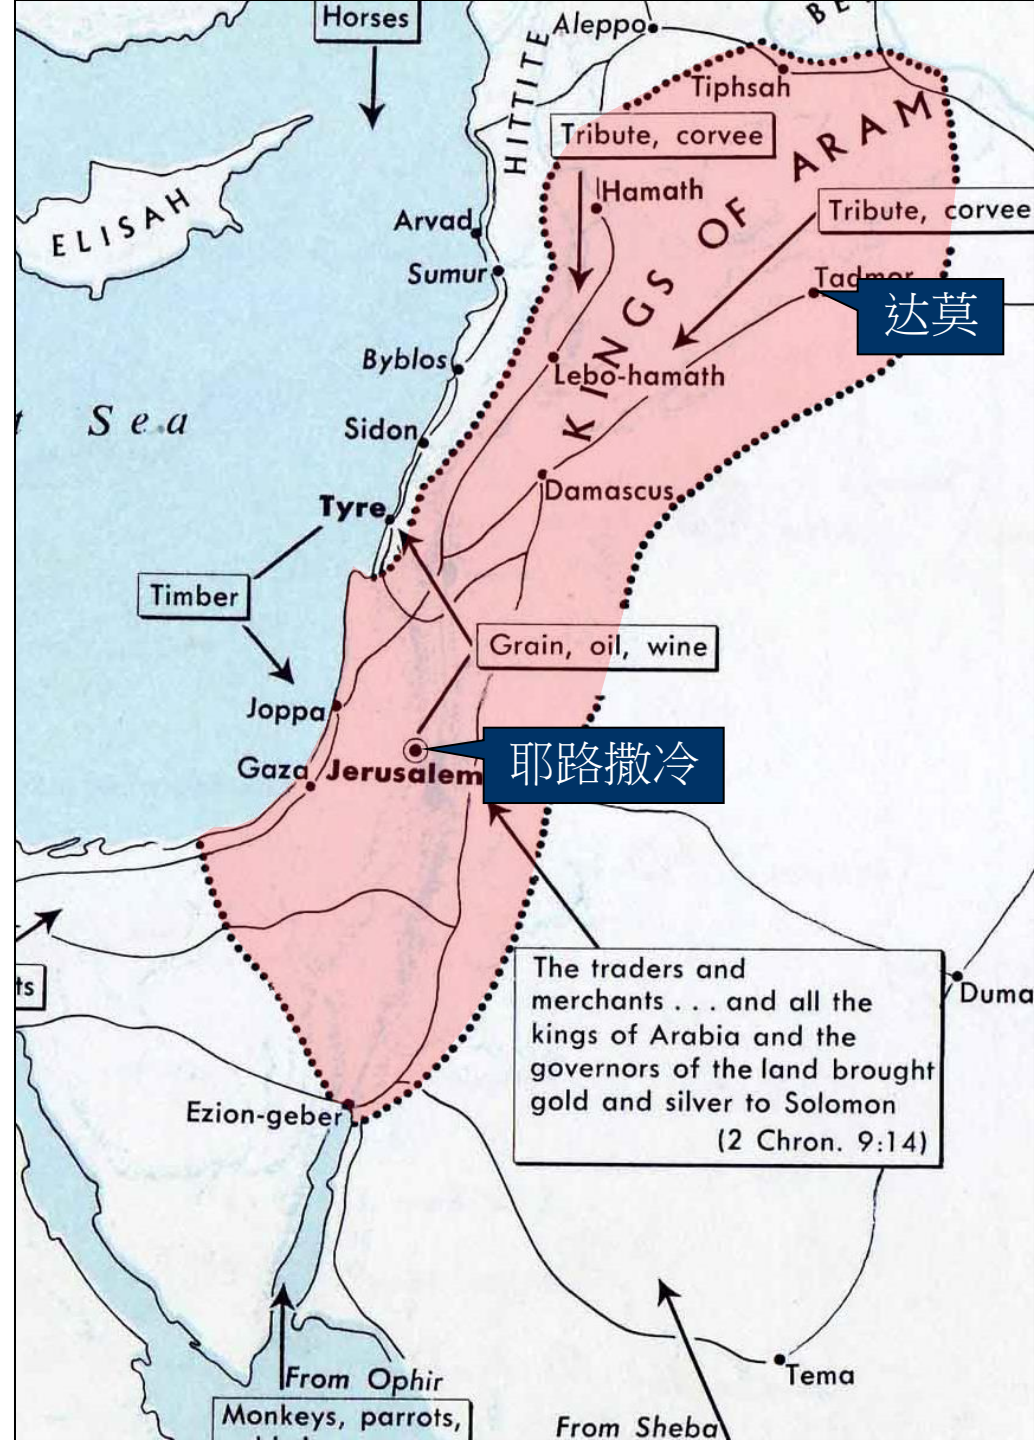 Horses
Aleppo
HITTITE
BE
Tiphsah
Tribute, corvee
KINGS OF ARAM
Hamath
Tribute, corvee
ELISAH
Arvad
Sumur
Tadmor
达莫
Byblos
Lebo-hamath
Sea
Sidon
Damascus
Tyre
Timber
Grain, oil, wine
Joppa
耶路撒冷
Gaza
Jerusalem
The traders and
merchants . . . and all the
kings of Arabia and the
governors of the land brought
gold and silver to Solomon
(2 Chron. 9:14)
ts
Duma
Ezion-geber
From Ophir
Monkeys, parrots,
Tema
From Sheba